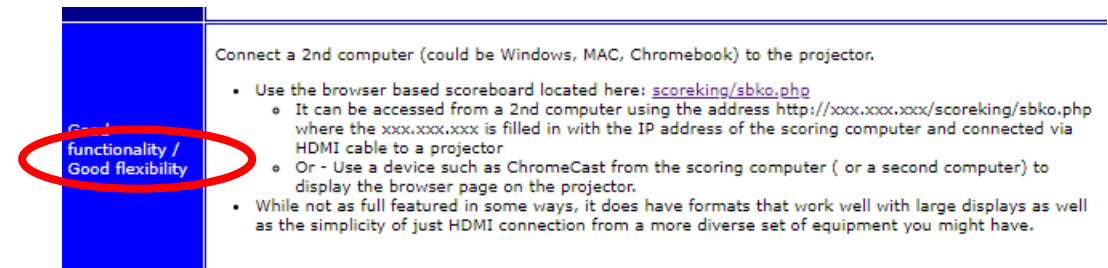 Good
functionality /
Good flexibility
Connect a 2nd computer (could be Windows, MAC, Chromebook) to the projector.
• Use the browser based scoreboard located here: scoreking/sbko.php
o It can be accessed from a 2nd computer using the address http://xxx.xxx.xxx/scoreking/sbko.php
where the xxx.xxx.xxx is filled in with the IP address of the scoring computer and connected via
HDMI cable to a projector
o Or - Use a device such as ChromeCast from the scoring computer ( or a second computer) to
display the browser page on the projector.
• While not as full featured in some ways, it does have formats that work well with large displays as well
as the simplicity of just HDMI connection from a more diverse set of equipment you might have.